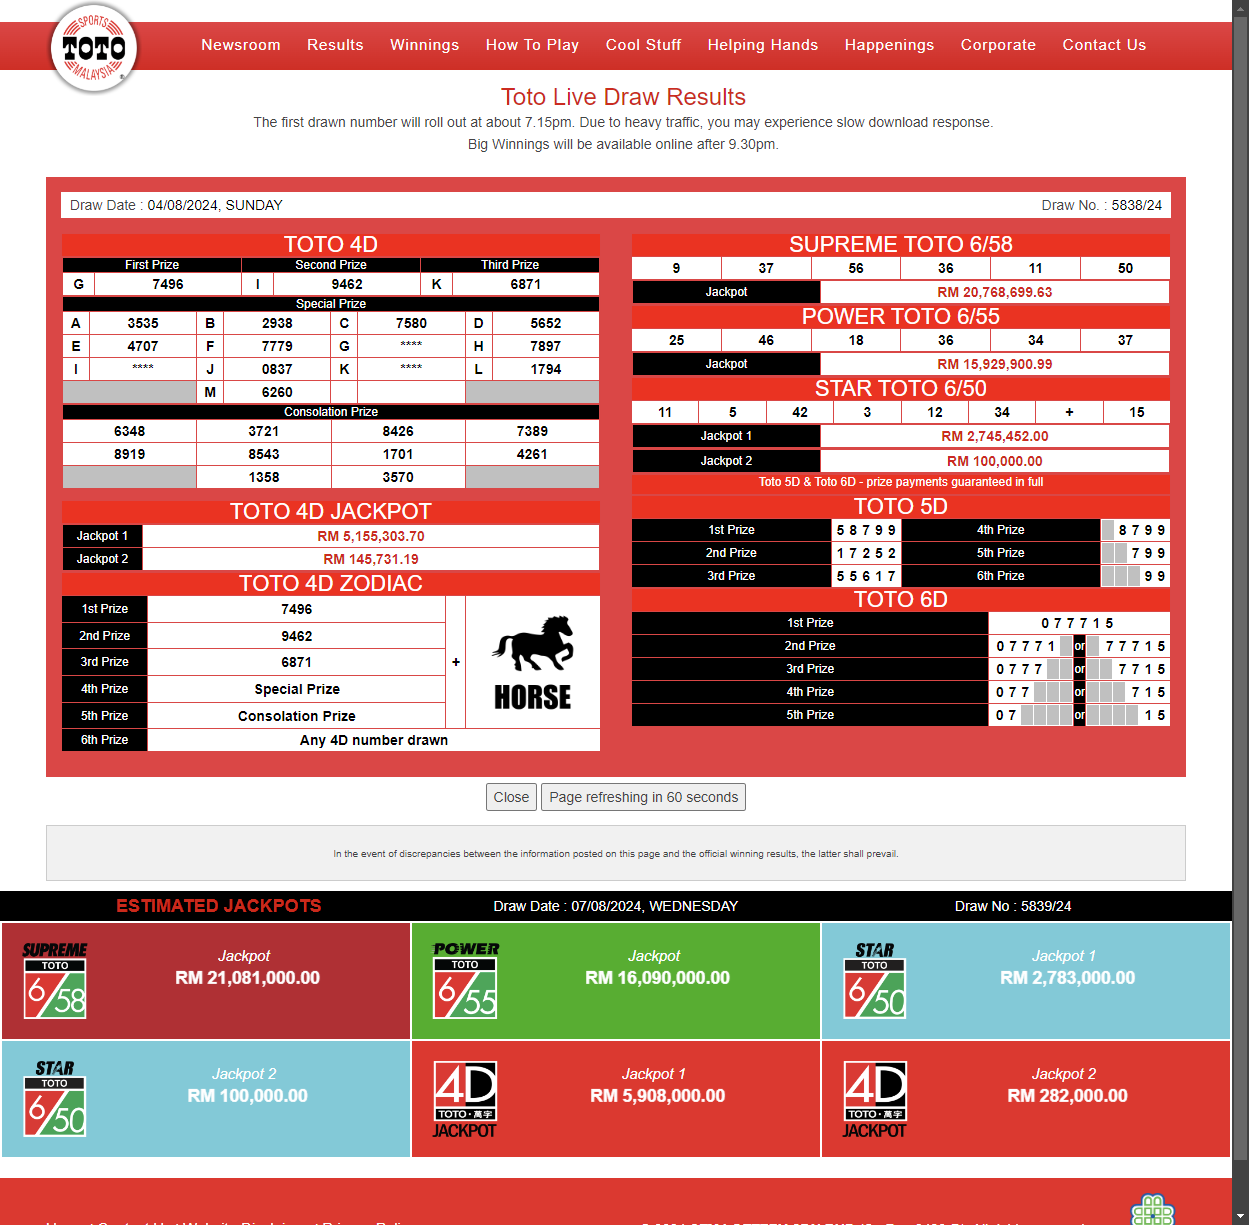 SPORTS
TOTO
MALAYSIA
Newsroom Results Winnings How To Play Cool Stuff Helping Hands Happenings Corporate Contact Us
Toto Live Draw Results
The first drawn number will roll out at about 7.15pm. Due to heavy traffic, you may experience slow download response.
Big Winnings will be available online after 9.30pm.
Draw Date : 04/08/2024, SUNDAY Draw No. : 5838/24
TOTO 4D
First Prize Second Prize Third Prize
G 7496 I 9462 K 6871
Special Prize
A 3535 B 2938 C 7580 D 5652
E 4707 F 7779 G **** H 7897
I **** J 0837 K **** L 1794
M 6260
Consolation Prize
6348 3721 8426 7389
8919 8543 1701 4261
1358 3570
TOTO 4D JACKPOT
Jackpot 1 RM 5,155,303.70
Jackpot 2 RM 145,731.19
TOTO 4D ZODIAC
1st Prize 7496
2nd Prize 9462
3rd Prize 6871
4th Prize Special Prize
5th Prize Consolation Prize
6th Prize Any 4D number drawn
+
HORSE
SUPREME TOTO 6/58
9 37 56 36 11 50
Jackpot RM 20,768,699.63
POWER TOTO 6/55
25 46 18 36 34 37
Jackpot RM 15,929,900.99
STAR TOTO 6/50
11 5 42 3 12 34 + 15
Jackpot 1 RM 2,745,452.00
Jackpot 2 RM 100,000.00
Toto 5D & Toto 6D - prize payments guaranteed in full
TOTO 5D
1st Prize 5 8 7 9 9 4th Prize 8 7 9 9
2nd Prize 1 7 2 5 2 5th Prize 7 9 9
3rd Prize 5 5 6 1 7 6th Prize 9 9
TOTO 6D
1st Prize 0 7 7 7 1 5
2nd Prize 0 7 7 7 1 or 7 7 7 1 5
3rd Prize 0 7 7 7 or 7 7 1 5
4th Prize 0 7 7 or 7 1 5
5th Prize 0 7 or 1 5
Close Page refreshing in 60 seconds
In the event of discrepancies between the information posted on this page and the official winning results, the latter shall prevail.
ESTIMATED JACKPOTS Draw Date : 07/08/2024, WEDNESDAY Draw No : 5839/24
SUPREME TOTO 6/58 Jackpot RM 21,081,000.00
POWER TOTO 6/55 Jackpot RM 16,090,000.00
STAR TOTO 6/50 Jackpot 1 RM 2,783,000.00
STAR TOTO 6/50 Jackpot 2 RM 100,000.00
4D TOTO·萬字 JACKPOT Jackpot 1 RM 5,908,000.00
4D TOTO·萬字 JACKPOT Jackpot 2 RM 282,000.00